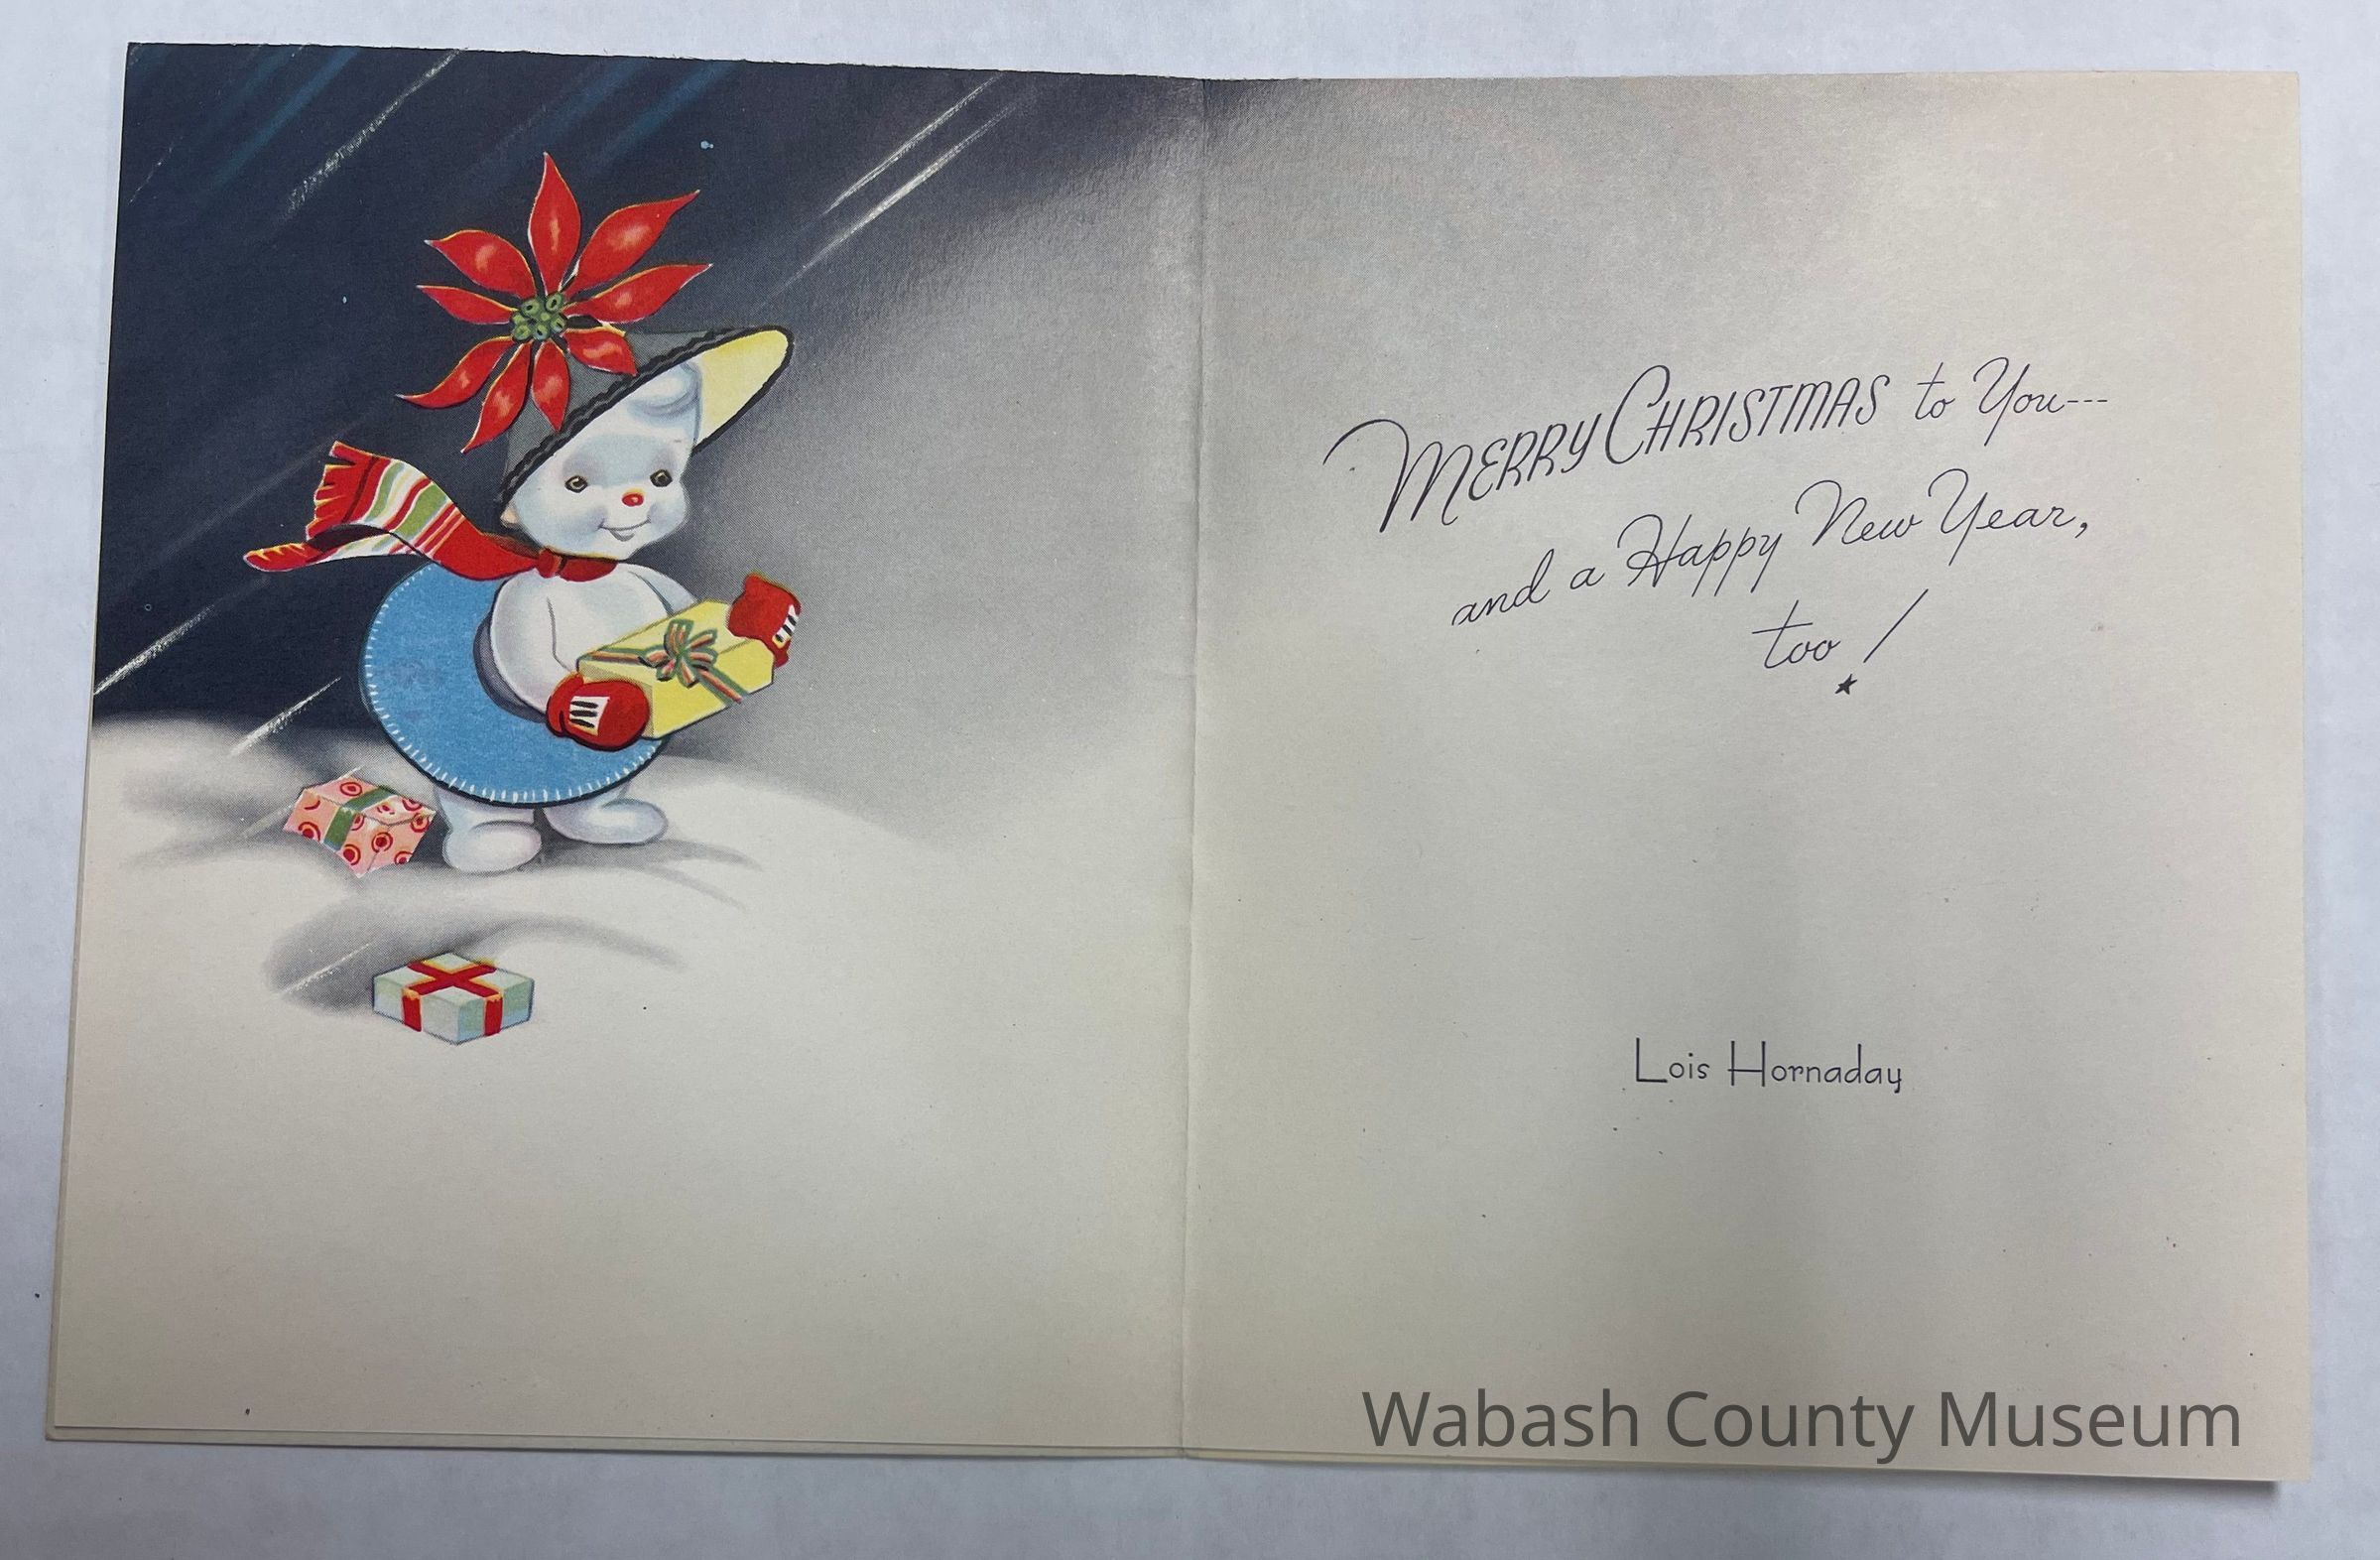 MERRY CHRISTMAS to You---
and a Happy New Year,
too!
Lois Hornaday
Wabash County Museum